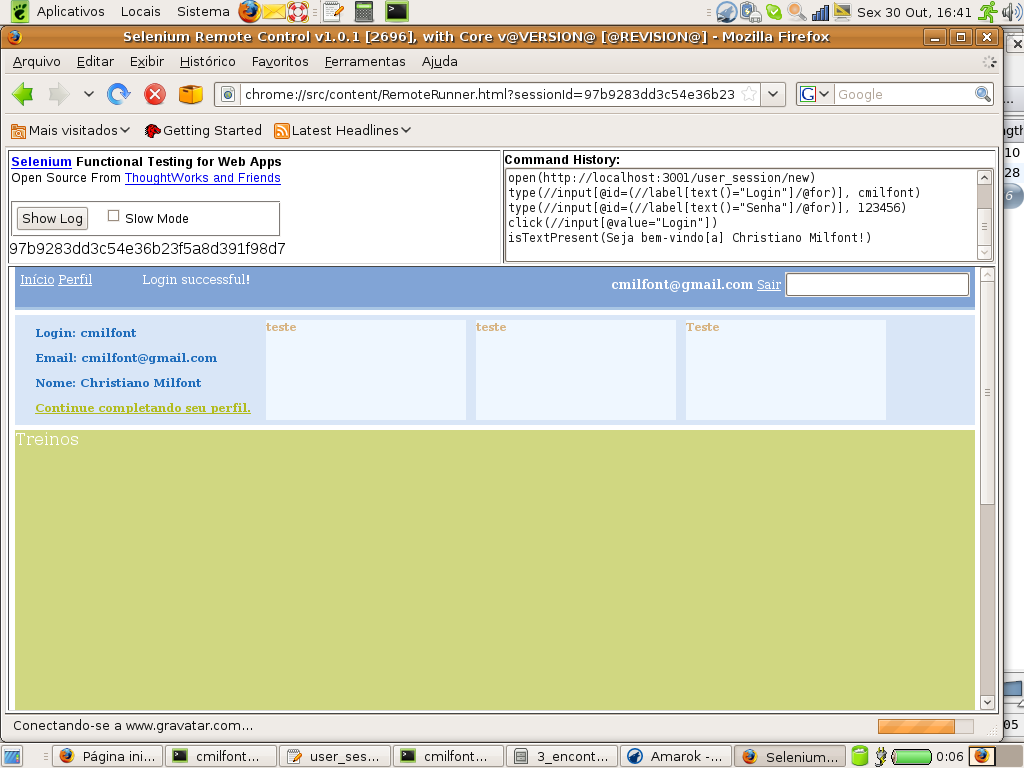 Aplicativos Locais Sistema Sex 30 Out, 16:41
Selenium Remote Control v1.0.1 [2696], with Core v@VERSION@ [@REVISION@] - Mozilla Firefox
Arquivo Editar Exibir Histórico Favoritos Ferramentas Ajuda
chrome://src/content/RemoteRunner.html?sessionId=97b9283dd3c54e36b23 Google
Mais visitados Getting Started Latest Headlines
Selenium Functional Testing for Web Apps
Open Source From ThoughtWorks and Friends
Show Log Slow Mode
97b9283dd3c54e36b23f5a8d391f98d7
Command History:
open(http://localhost:3001/user_session/new)
type(//input[@id=(//label[text()="Login"]/@for)], cmilfont)
type(//input[@id=(//label[text()="Senha"]/@for)], 123456)
click(//input[@value="Login"])
isTextPresent(Seja bem-vindo[a] Christiano Milfont!)
Início Perfil Login successful! cmilfont@gmail.com Sair
Login: cmilfont
Email: cmilfont@gmail.com
Nome: Christiano Milfont
Continue completando seu perfil.
teste teste Teste
Treinos
Conectando-se a www.gravatar.com...
...
ngth
10
28
6
05
Página ini... cmilfont... user_ses... cmilfont... 3_encont... Amarok -... Selenium... 0:06